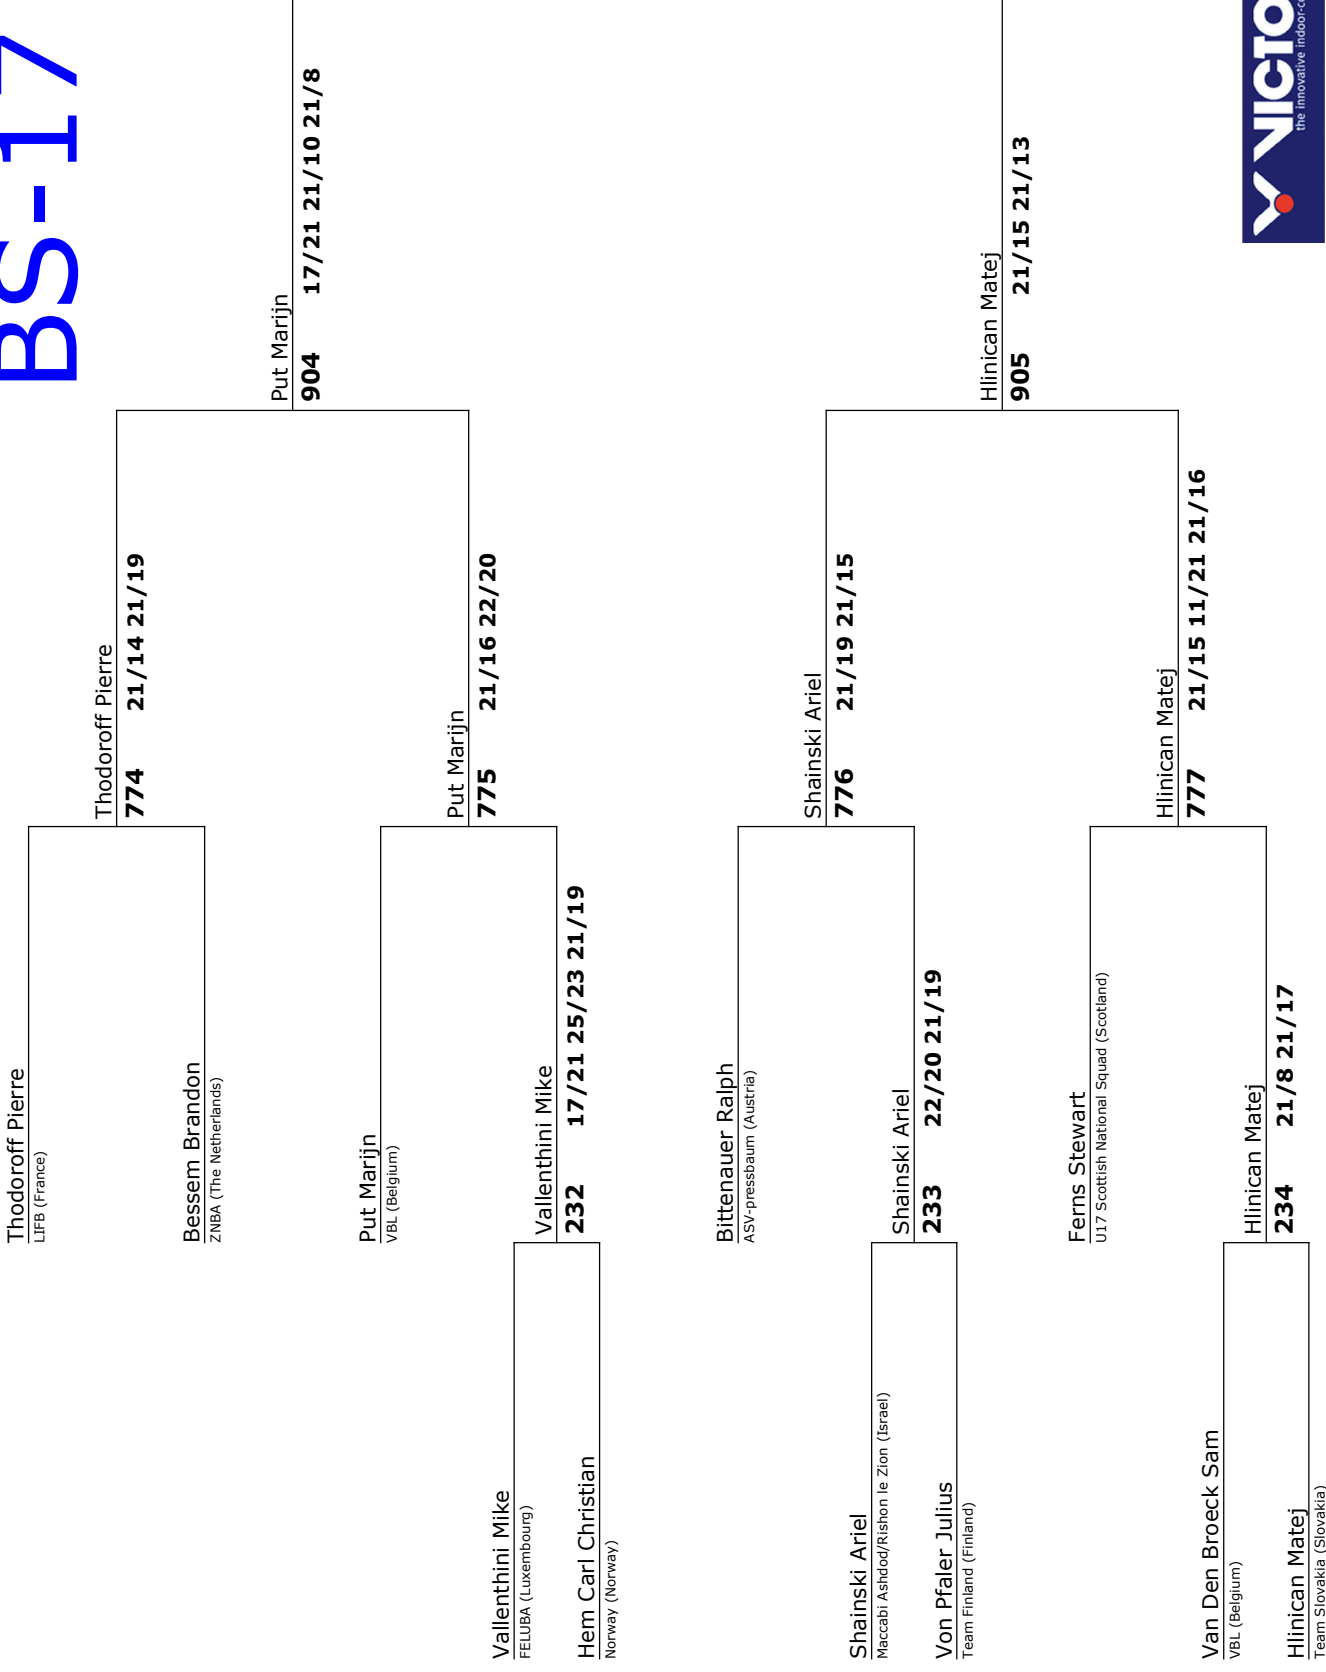 BS-17
Thodoroff Pierre
LIFB (France)
Bessem Brandon
ZNBA (The Netherlands)
Thodoroff Pierre
774 21/14 21/19
Put Marijn
VBL (Belgium)
Vallenthini Mike
FELUBA (Luxembourg)
Hem Carl Christian
Norway (Norway)
Vallenthini Mike
232 17/21 25/23 21/19
Put Marijn
775 21/16 22/20
Put Marijn
904 17/21 21/10 21/8
Bittenauer Ralph
ASV-pressbaum (Austria)
Shainski Ariel
Maccabi Ashdod/Rishon le Zion (Israel)
Von Pfaler Julius
Team Finland (Finland)
Shainski Ariel
233 22/20 21/19
Shainski Ariel
776 21/19 21/15
Ferns Stewart
U17 Scottish National Squad (Scotland)
Van Den Broeck Sam
VBL (Belgium)
Hlinican Matej
Team Slovakia (Slovakia)
Hlinican Matej
234 21/8 21/17
Hlinican Matej
777 21/15 11/21 21/16
Hlinican Matej
905 21/15 21/13
VICTO
the innovative indoor-c